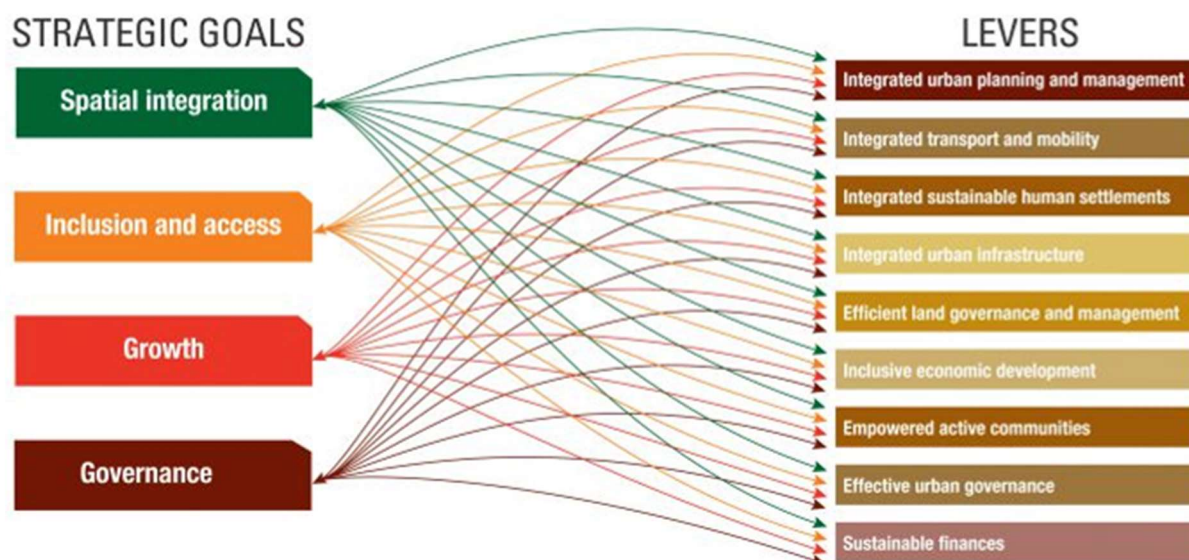 STRATEGIC GOALS
Spatial integration
Inclusion and access
Growth
Governance
LEVERS
Integrated urban planning and management
Integrated transport and mobility
Integrated sustainable human settlements
Integrated urban infrastructure
Efficient land governance and management
Inclusive economic development
Empowered active communities
Effective urban governance
Sustainable finances